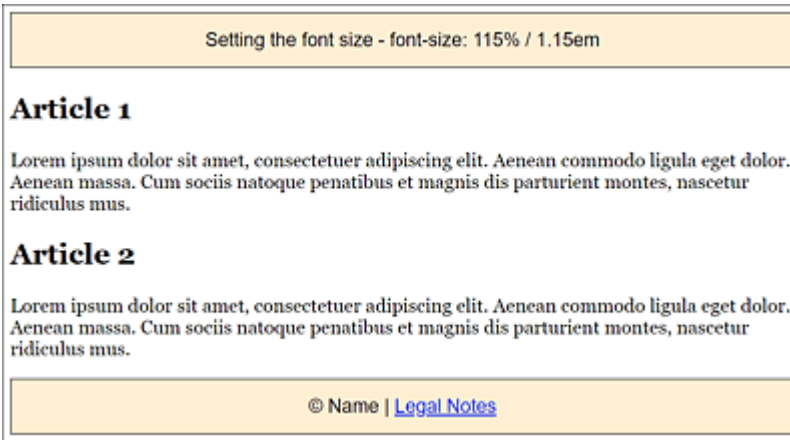 Setting the font size - font-size: 115% / 1.15em
Article 1
Lorem ipsum dolor sit amet, consectetuer adipiscing elit. Aenean commodo ligula eget dolor.
Aenean massa. Cum sociis natoque penatibus et magnis dis parturient montes, nascetur
ridiculus mus.
Article 2
Lorem ipsum dolor sit amet, consectetuer adipiscing elit. Aenean commodo ligula eget dolor.
Aenean massa. Cum sociis natoque penatibus et magnis dis parturient montes, nascetur
ridiculus mus.
© Name | Legal Notes